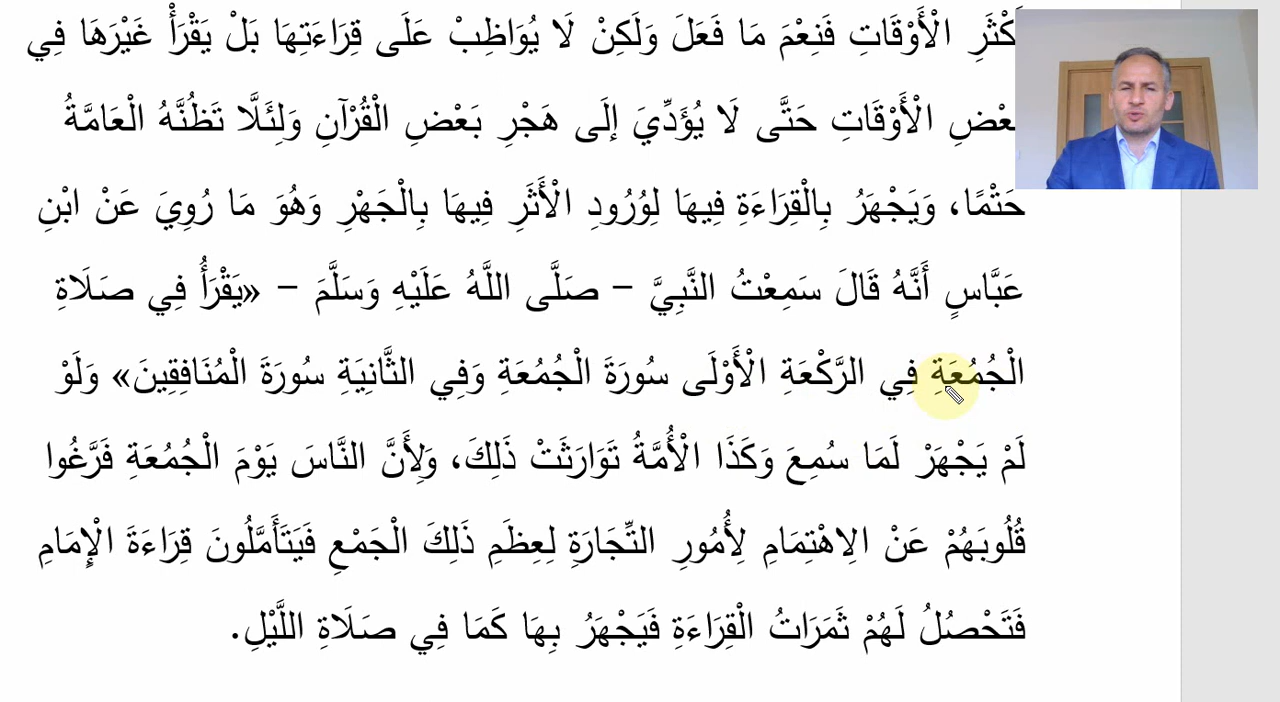 كْثَرِ الْأَوْقَاتِ فَنِعْمَ مَا فَعَلَ وَلَكِنْ لَا يُوَاظِبْ عَلَى قِرَاءَتِهَا بَلْ يَقْرَأْ غَيْرَهَا فِي
عْضِ الْأَوْقَاتِ حَتَّى لَا يُؤَدِّيَ إلَى هَجْرِ بَعْضِ الْقُرْآنِ وَلِئَلَّا تَظُنَّهُ الْعَامَّةُ
حَتْمًا، وَيَجْهَرُ بِالْقِرَاءَةِ فِيهَا لِوُرُودِ الْأَثَرِ فِيهَا بِالْجَهْرِ وَهُوَ مَا رُوِيَ عَنْ ابْنِ
عَبَّاسٍ أَنَّهُ قَالَ سَمِعْتُ النَّبِيَّ – صَلَّى اللَّهُ عَلَيْهِ وَسَلَّمَ – «يَقْرَأُ فِي صَلَاةِ
الْجُمُعَةِ فِي الرَّكْعَةِ الْأَوْلَى سُورَةَ الْجُمُعَةِ وَفِي الثَّانِيَةِ سُورَةَ الْمُنَافِقِينَ» وَلَوْ
لَمْ يَجْهَرْ لَمَا سُمِعَ وَكَذَا الْأُمَّةُ تَوَارَثَتْ ذَلِكَ، وَلِأَنَّ النَّاسَ يَوْمَ الْجُمُعَةِ فَرَّغُوا
قُلُوبَهُمْ عَنْ الِاهْتِمَامِ لِأُمُورِ التِّجَارَةِ لِعِظَمِ ذَلِكَ الْجَمْعِ فَيَتَأَمَّلُونَ قِرَاءَةَ الْإِمَامِ
فَتَحْصُلُ لَهُمْ ثَمَرَاتُ الْقِرَاءَةِ فَيَجْهَرُ بِهَا كَمَا فِي صَلَاةِ اللَّيْلِ.